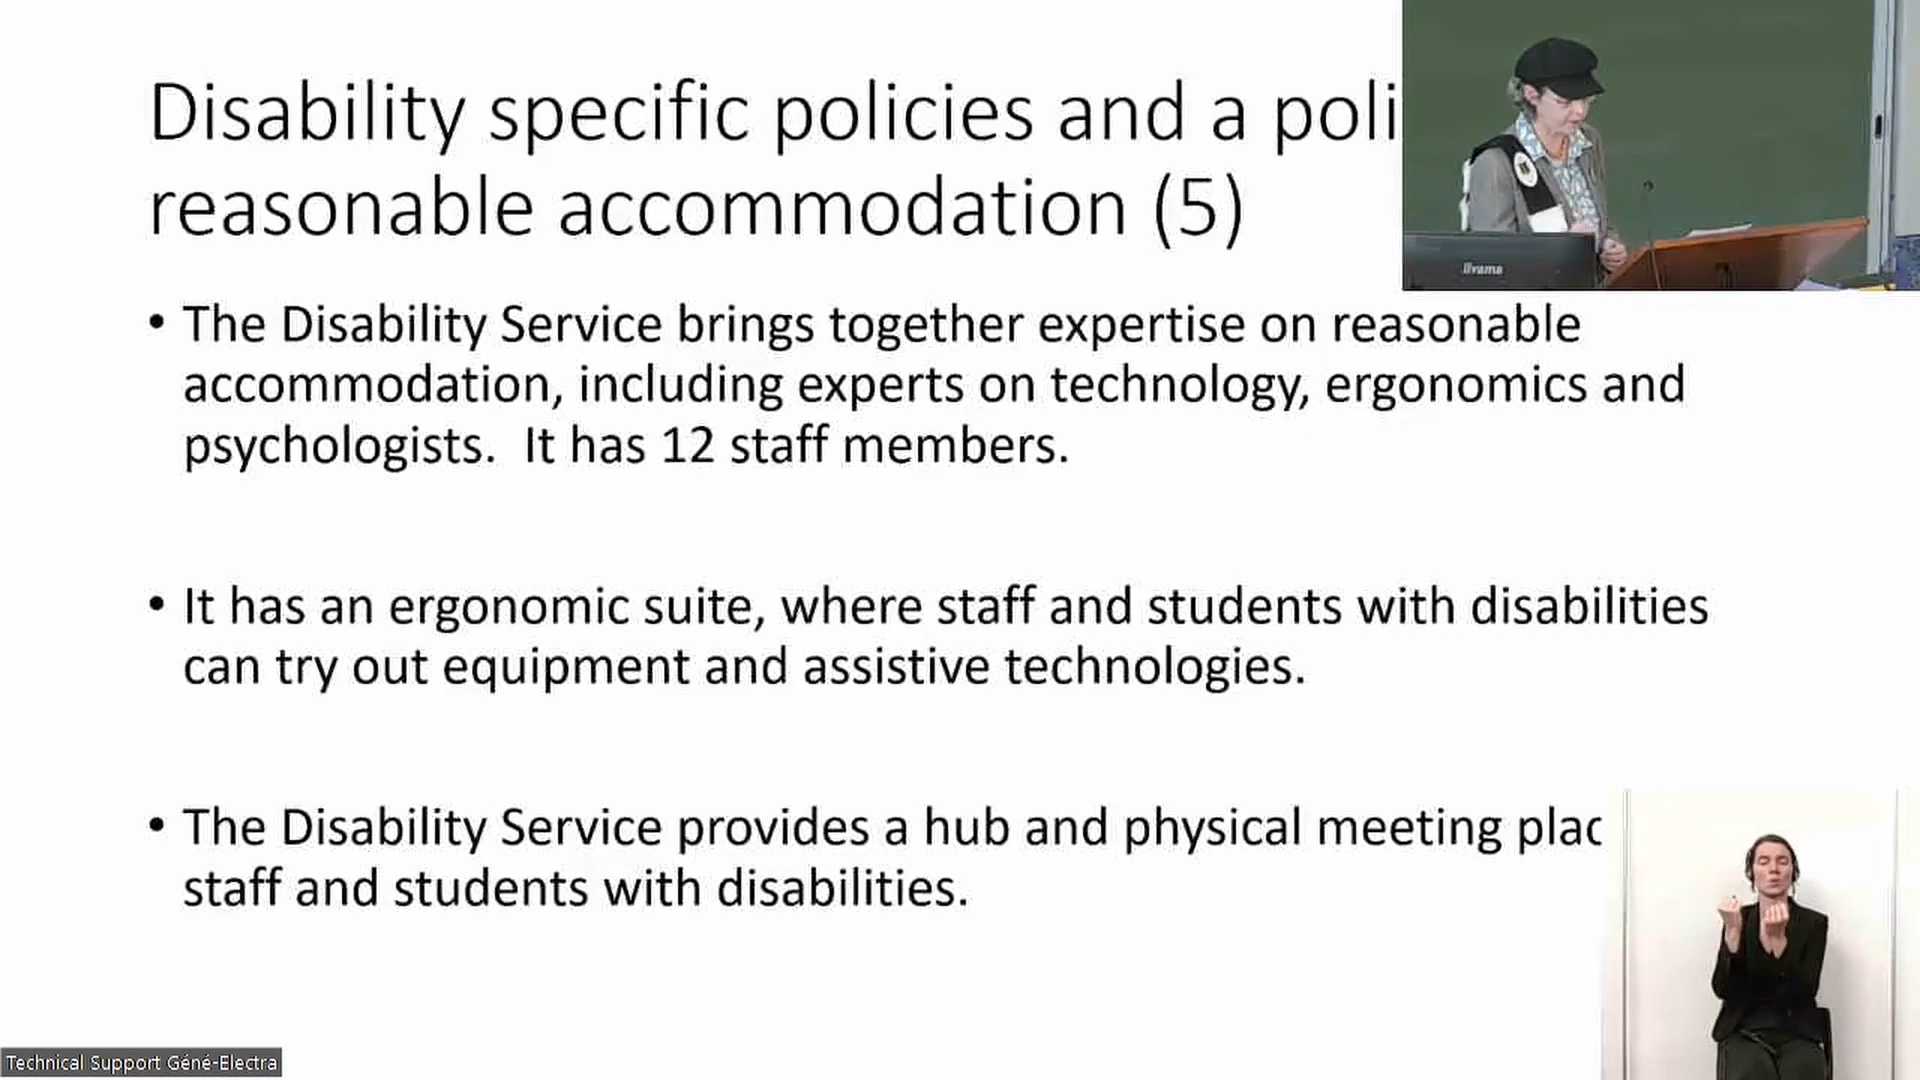 Disability specific policies and a poli
reasonable accommodation (5)
• The Disability Service brings together expertise on reasonable
accommodation, including experts on technology, ergonomics and
psychologists. It has 12 staff members.
• It has an ergonomic suite, where staff and students with disabilities
can try out equipment and assistive technologies.
• The Disability Service provides a hub and physical meeting plac
staff and students with disabilities.
iiyama
Technical Support Géné-Electra